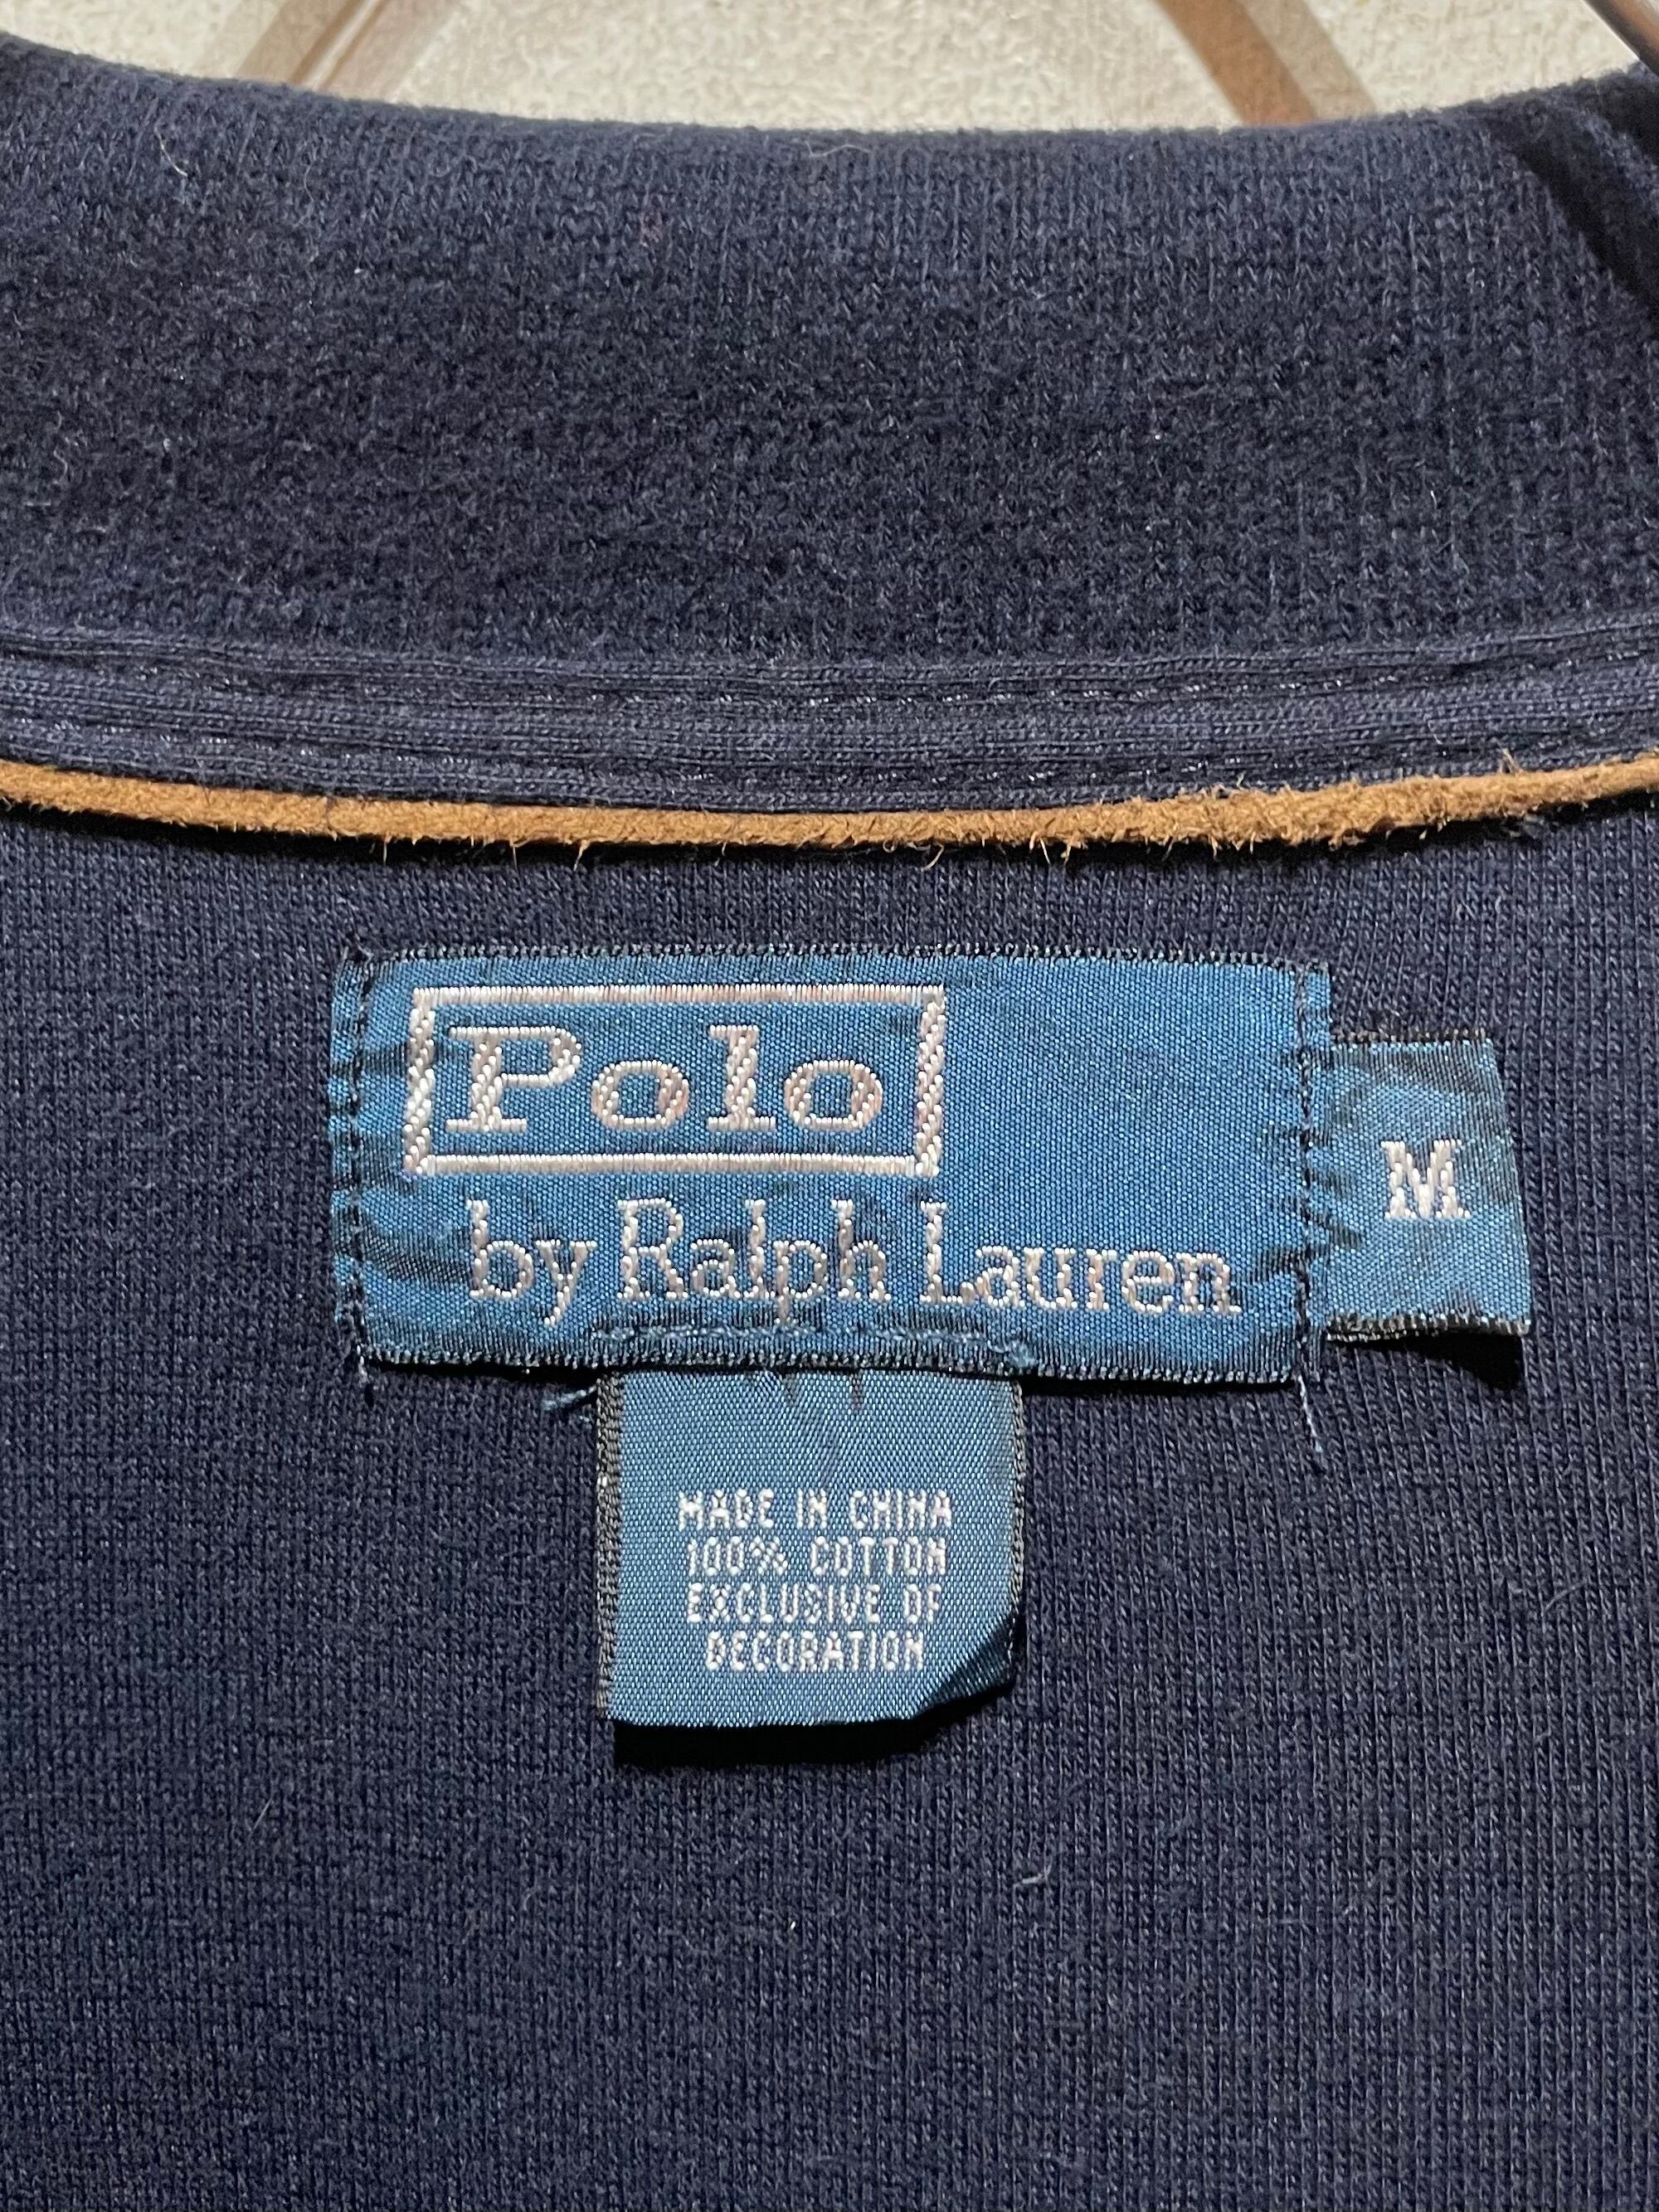 Polo
by Ralph Lauren
M
MADE IN CHINA
100% COTTON
EXCLUSIVE OF
DECORATION